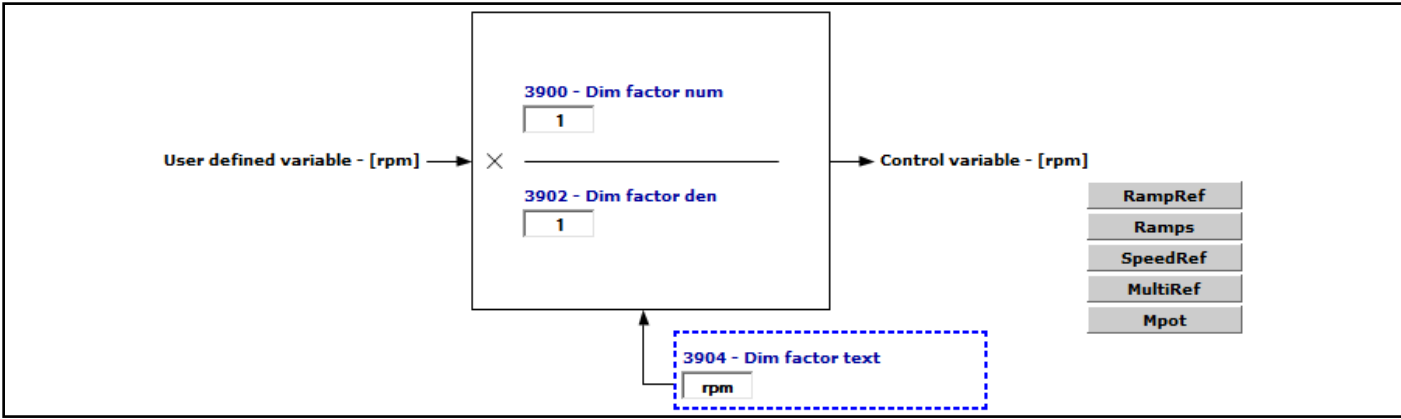 3900 - Dim factor num
1
User defined variable - [rpm]
×
Control variable - [rpm]
3902 - Dim factor den
1
RampRef
Ramps
SpeedRef
MultiRef
Mpot
3904 - Dim factor text
rpm